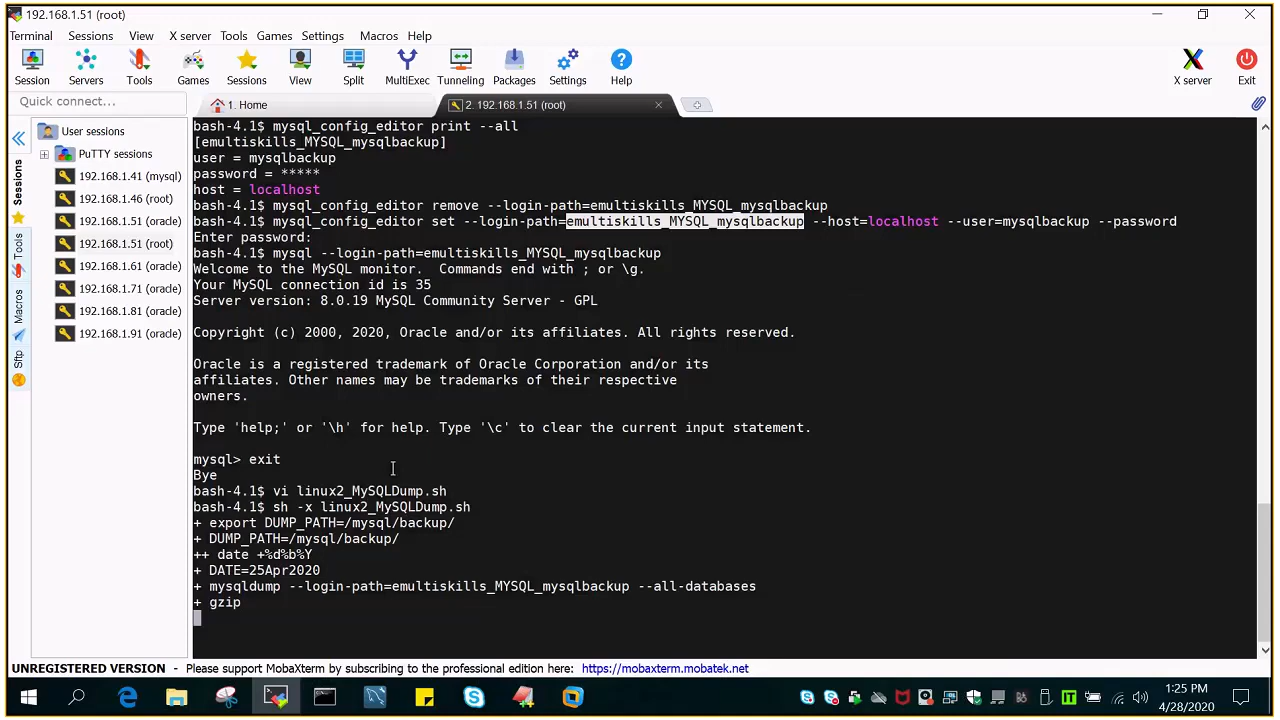 192.168.1.51 (root)
Terminal Sessions View X server Tools Games Settings Macros Help
Session Servers Tools Games Sessions View Split MultiExec Tunneling Packages Settings Help X server Exit
Quick connect...
1. Home
2. 192.168.1.51 (root)
User sessions
PuTTY sessions
192.168.1.41 (mysql)
192.168.1.46 (root)
192.168.1.51 (oracle)
192.168.1.51 (root)
192.168.1.61 (oracle)
192.168.1.71 (oracle)
192.168.1.81 (oracle)
192.168.1.91 (oracle)
Sessions
Tools
Macros
Sftp
bash-4.1$ mysql_config_editor print --all
[emultiskills_MYSQL_mysqlbackup]
user = mysqlbackup
password = *****
host = localhost
bash-4.1$ mysql_config_editor remove --login-path=emultiskills_MYSQL_mysqlbackup
bash-4.1$ mysql_config_editor set --login-path=emultiskills_MYSQL_mysqlbackup --host=localhost --user=mysqlbackup --password
Enter password:
bash-4.1$ mysql --login-path=emultiskills_MYSQL_mysqlbackup
Welcome to the MySQL monitor.  Commands end with ; or \g.
Your MySQL connection id is 35
Server version: 8.0.19 MySQL Community Server - GPL
Copyright (c) 2000, 2020, Oracle and/or its affiliates. All rights reserved.
Oracle is a registered trademark of Oracle Corporation and/or its
affiliates. Other names may be trademarks of their respective
owners.
Type 'help;' or '\h' for help. Type '\c' to clear the current input statement.
mysql> exit
Bye
bash-4.1$ vi linux2_MySQLDump.sh
bash-4.1$ sh -x linux2_MySQLDump.sh
+ export DUMP_PATH=/mysql/backup/
+ DUMP_PATH=/mysql/backup/
++ date +%d%b%Y
+ DATE=25Apr2020
+ mysqldump --login-path=emultiskills_MYSQL_mysqlbackup --all-databases
+ gzip
UNREGISTERED VERSION - Please support MobaXterm by subscribing to the professional edition here: https://mobaxterm.mobatek.net
1:25 PM
4/28/2020